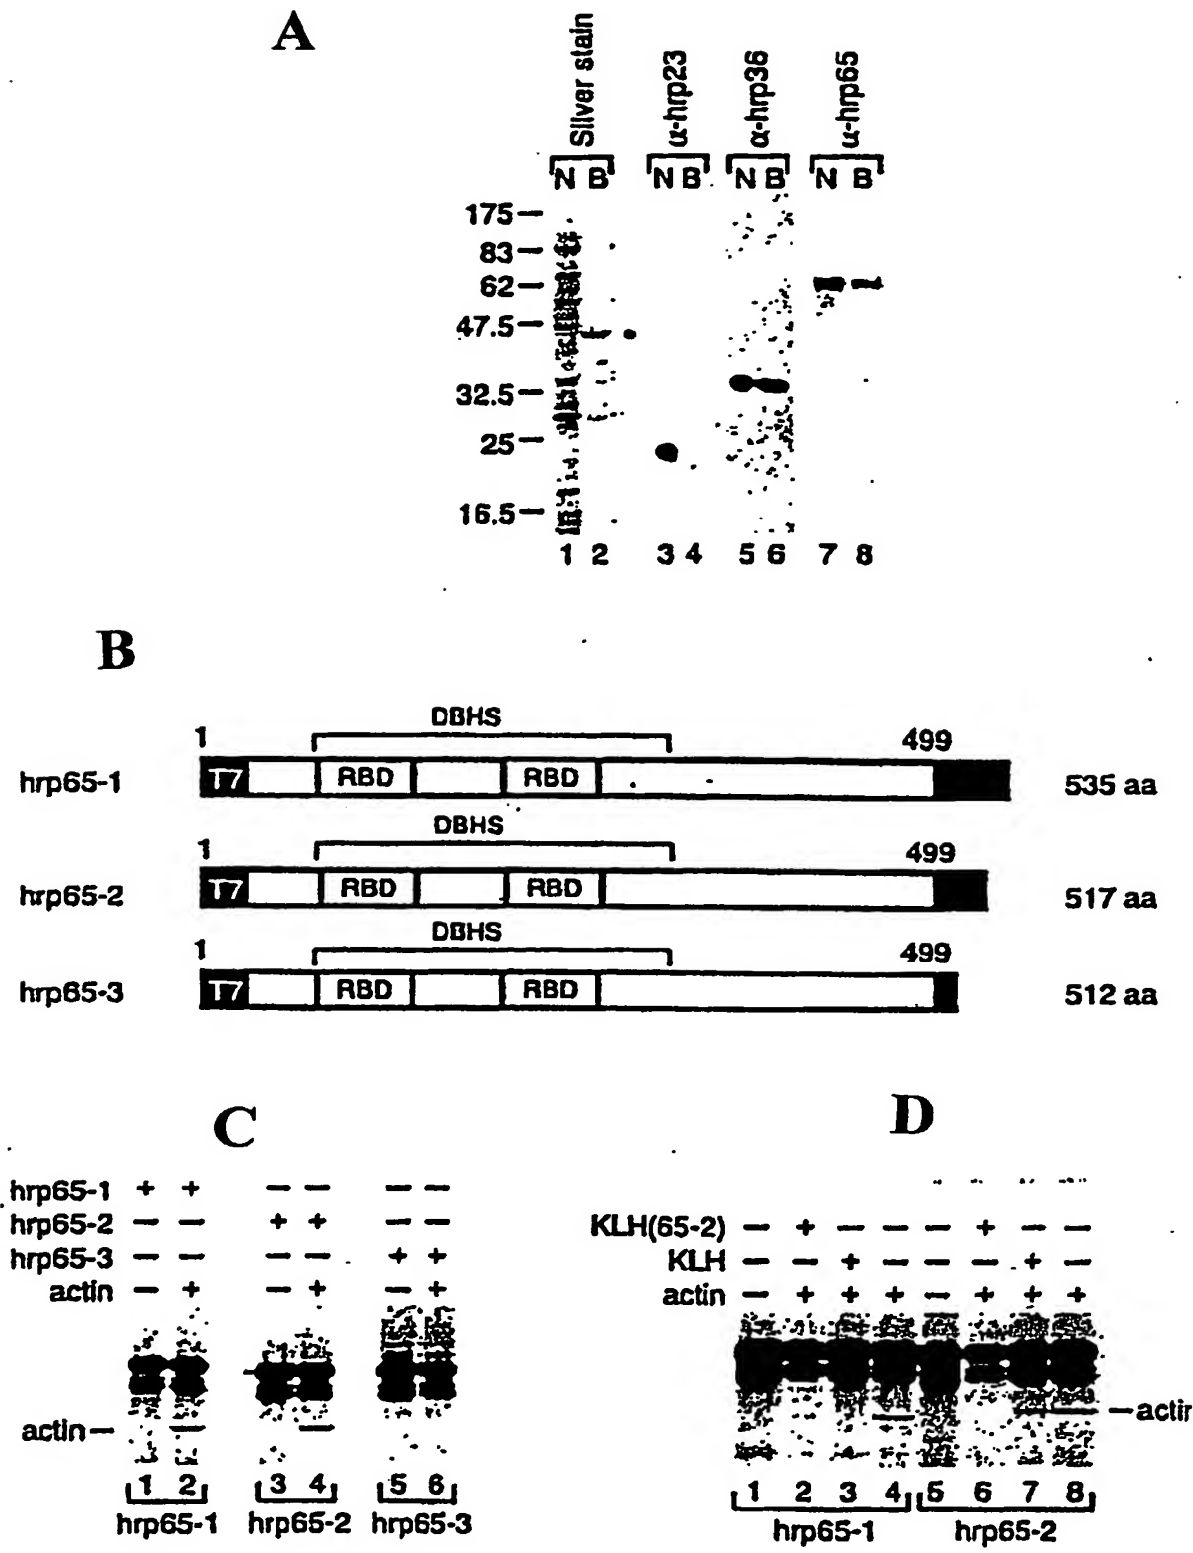 A
Silver stain
α-hrp23
α-hrp36
α-hrp65
N B N B N B N B
175
83
62
47.5
32.5
25
16.5
1 2 3 4 5 6 7 8
B
DBHS
1 499
hrp65-1 T7 RBD RBD 535 aa
DBHS
1 499
hrp65-2 T7 RBD RBD 517 aa
DBHS
1 499
hrp65-3 T7 RBD RBD 512 aa
C
hrp65-1 + + − − − −
hrp65-2 − − + + − −
hrp65-3 − − − − + +
actin − + − + − +
actin
1 2 3 4 5 6
hrp65-1 hrp65-2 hrp65-3
D
KLH(65-2) − + − − − + − −
KLH − − + − − − + −
actin − + + + − + + +
actir
1 2 3 4 5 6 7 8
hrp65-1 hrp65-2